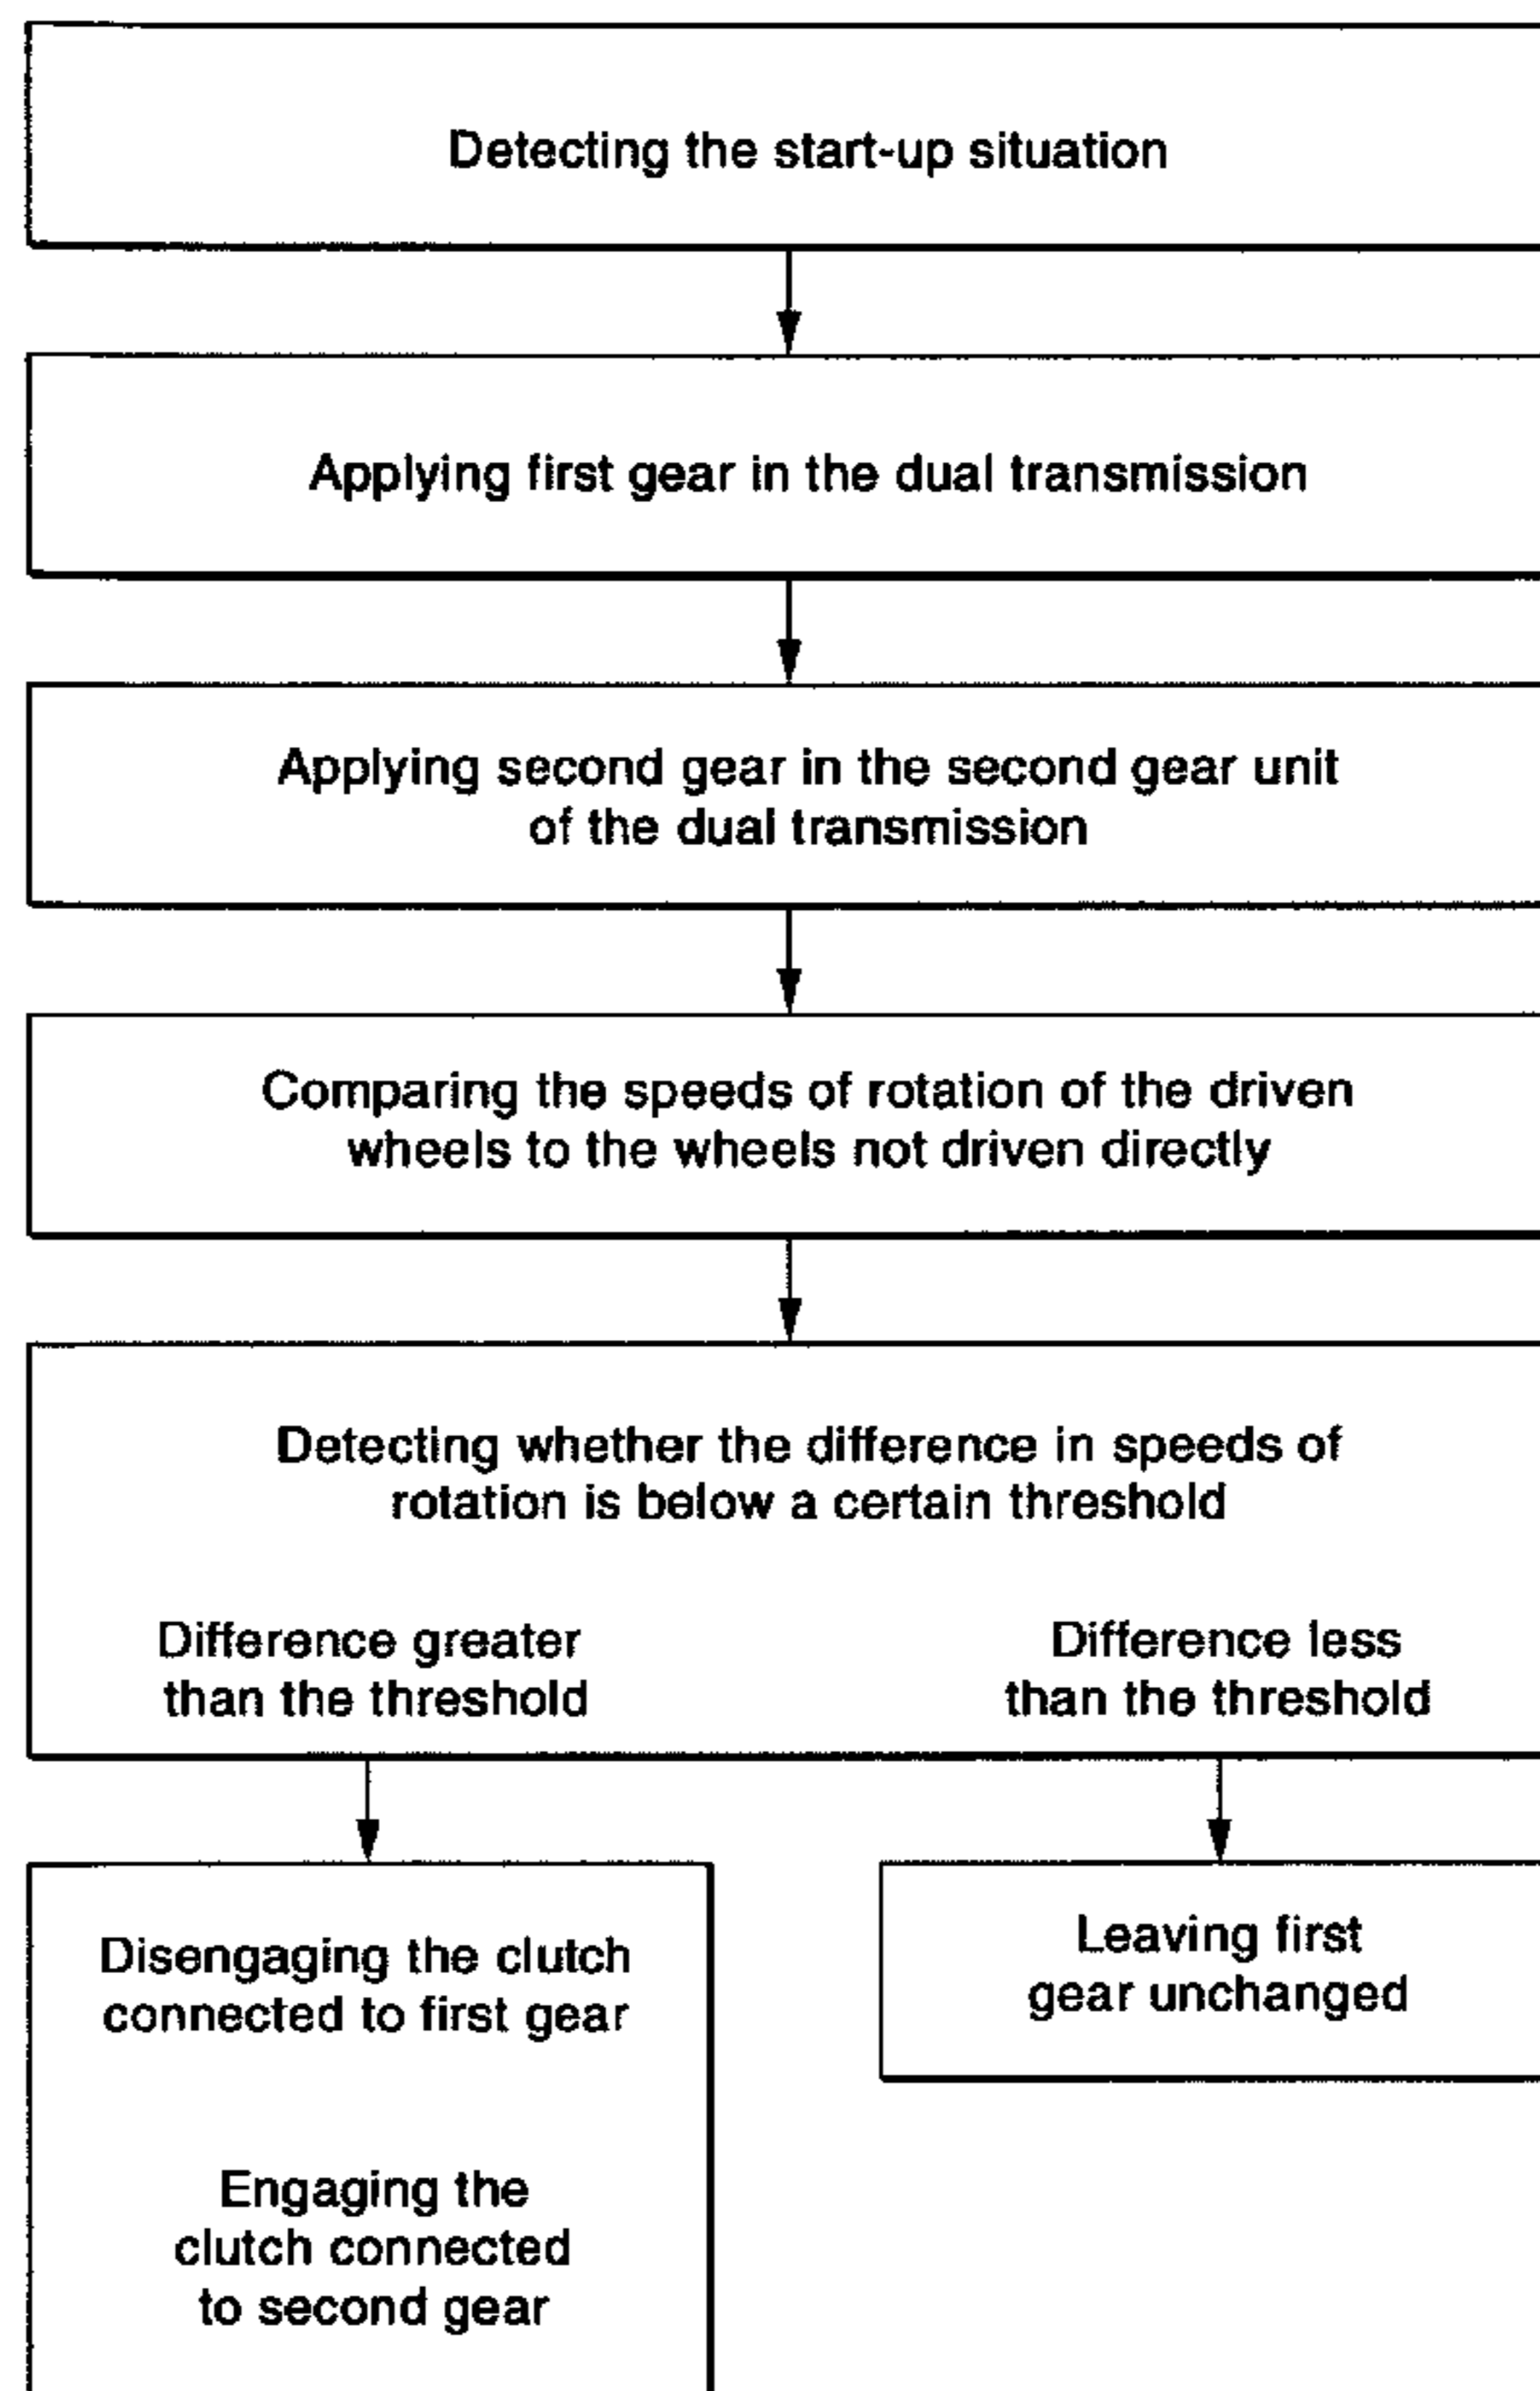 Detecting the start-up situation
Applying first gear in the dual transmission
Applying second gear in the second gear unit
of the dual transmission
Comparing the speeds of rotation of the driven
wheels to the wheels not driven directly
Detecting whether the difference in speeds of
rotation is below a certain threshold
Difference greater
than the threshold
Difference less
than the threshold
Disengaging the clutch
connected to first gear
Engaging the
clutch connected
to second gear
Leaving first
gear unchanged